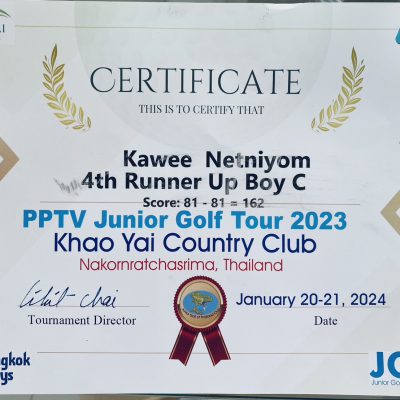 CERTIFICATE
THIS IS TO CERTIFY THAT
Kawee Netniyom
4th Runner Up Boy C
Score: 81 - 81 = 162
PPTV Junior Golf Tour 2023
Khao Yai Country Club
Nakornratchasrima, Thailand
January 20-21, 2024
Tournament Director
Date